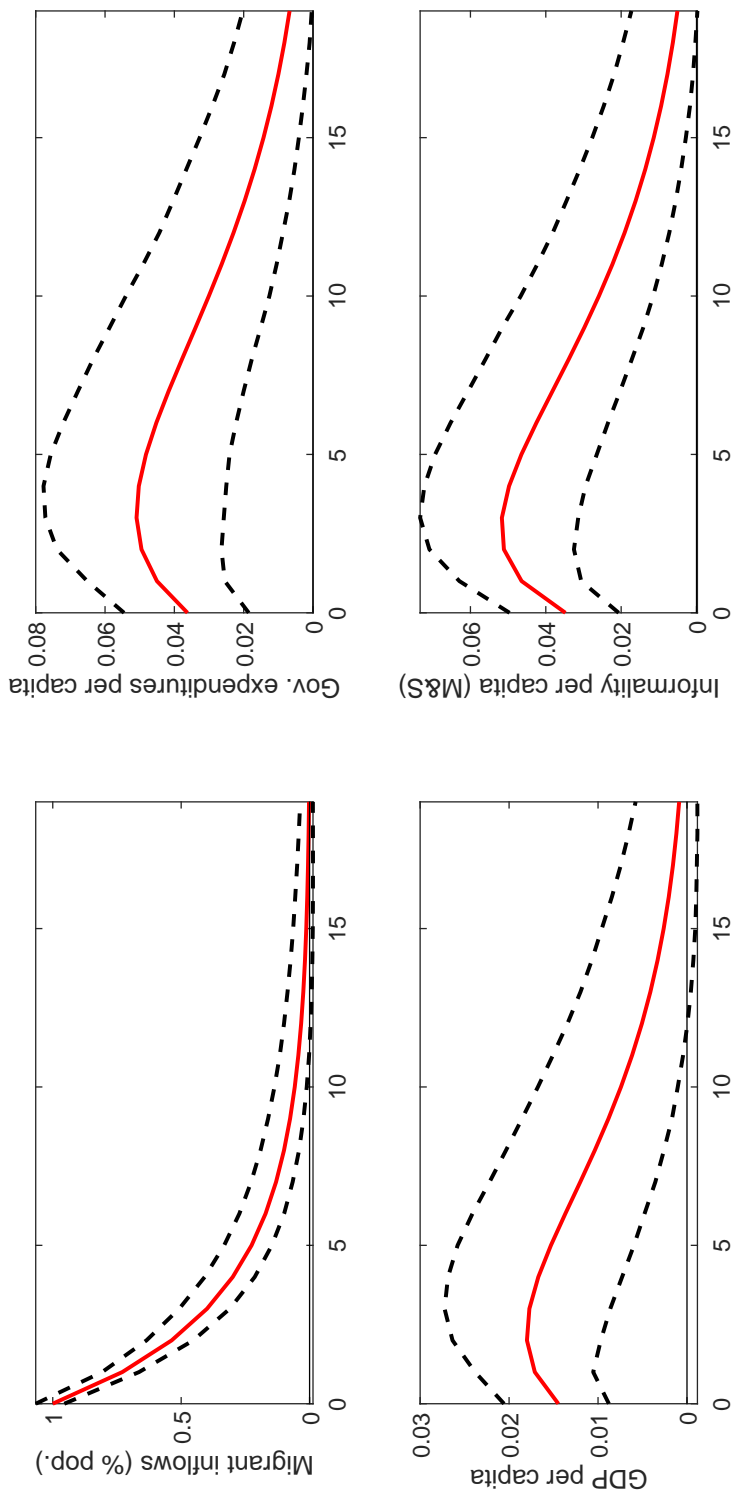 Migrant inflows (% pop.)
1
0.5
0
0 5 10 15
Gov. expenditures per capita
0.08
0.06
0.04
0.02
0
0 5 10 15
GDP per capita
0.03
0.02
0.01
0
0 5 10 15
Informality per capita (M&S)
0.06
0.04
0.02
0
0 5 10 15